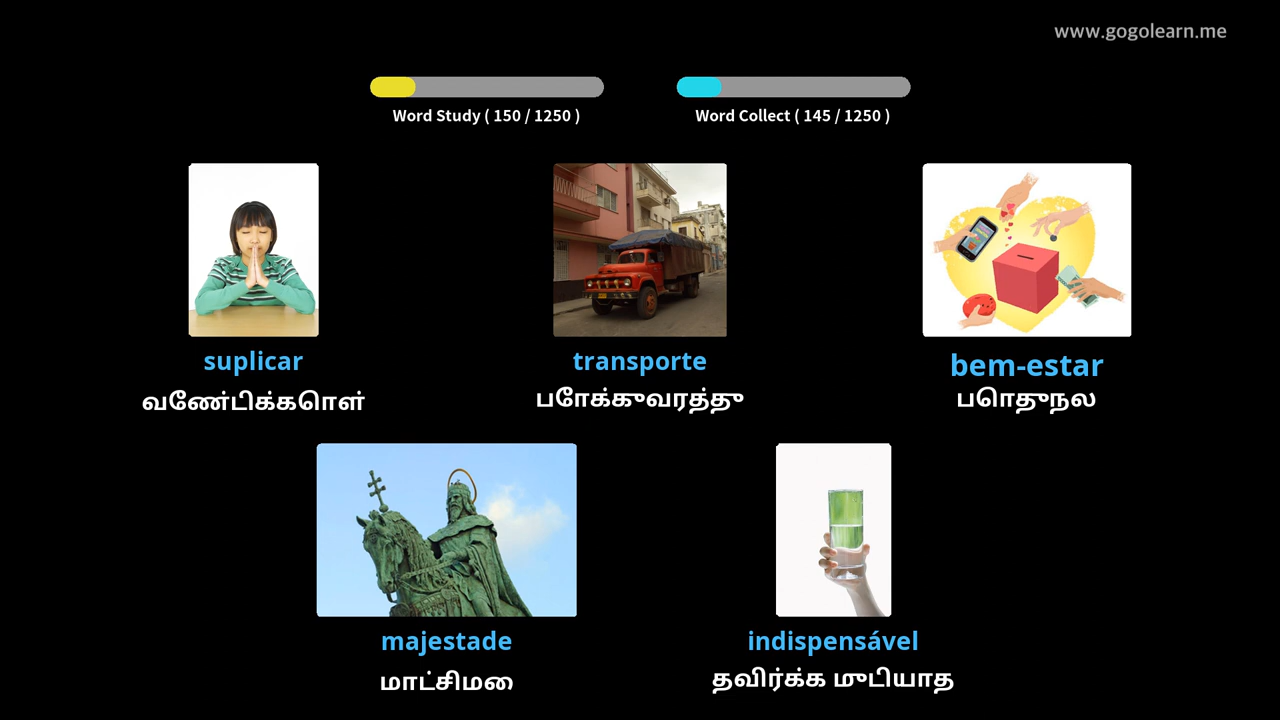 www.gogolearn.me
Word Study ( 150 / 1250 )
Word Collect ( 145 / 1250 )
suplicar
வேண்டிக்கொள்
transporte
போக்குவரத்து
bem-estar
பொதுநல
majestade
மாட்சிமை
indispensável
தவிர்க்க முடியாத